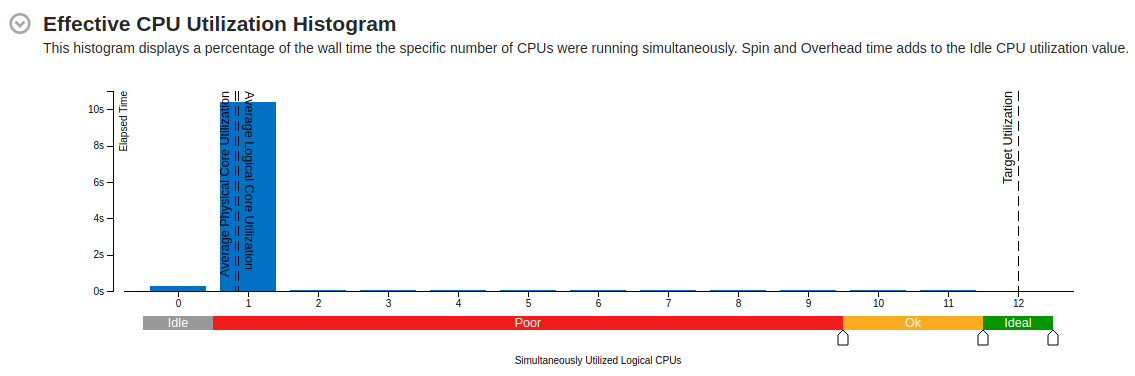 Effective CPU Utilization Histogram
This histogram displays a percentage of the wall time the specific number of CPUs were running simultaneously. Spin and Overhead time adds to the Idle CPU utilization value.
Elapsed Time
10s
8s
6s
4s
2s
0s
Average Physical Core Utilization
Average Logical Core Utilization
Target Utilization
0 1 2 3 4 5 6 7 8 9 10 11 12
Idle Poor Ok Ideal
Simultaneously Utilized Logical CPUs